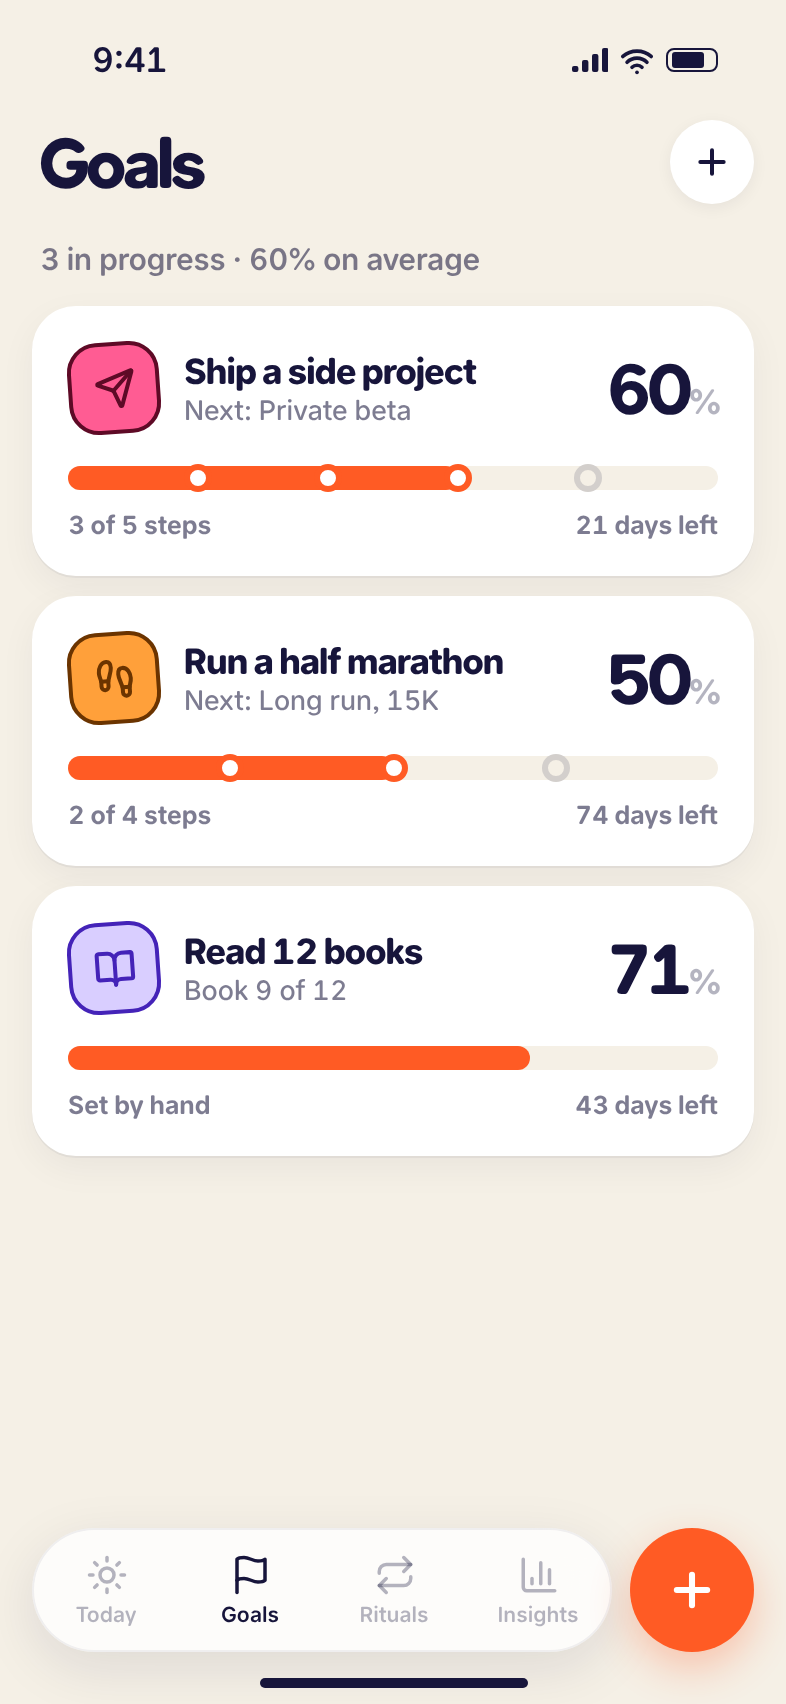 9:41
Goals
3 in progress · 60% on average
Ship a side project
Next: Private beta
60%
3 of 5 steps
21 days left
Run a half marathon
Next: Long run, 15K
50%
2 of 4 steps
74 days left
Read 12 books
Book 9 of 12
71%
Set by hand
43 days left
Today
Goals
Rituals
Insights